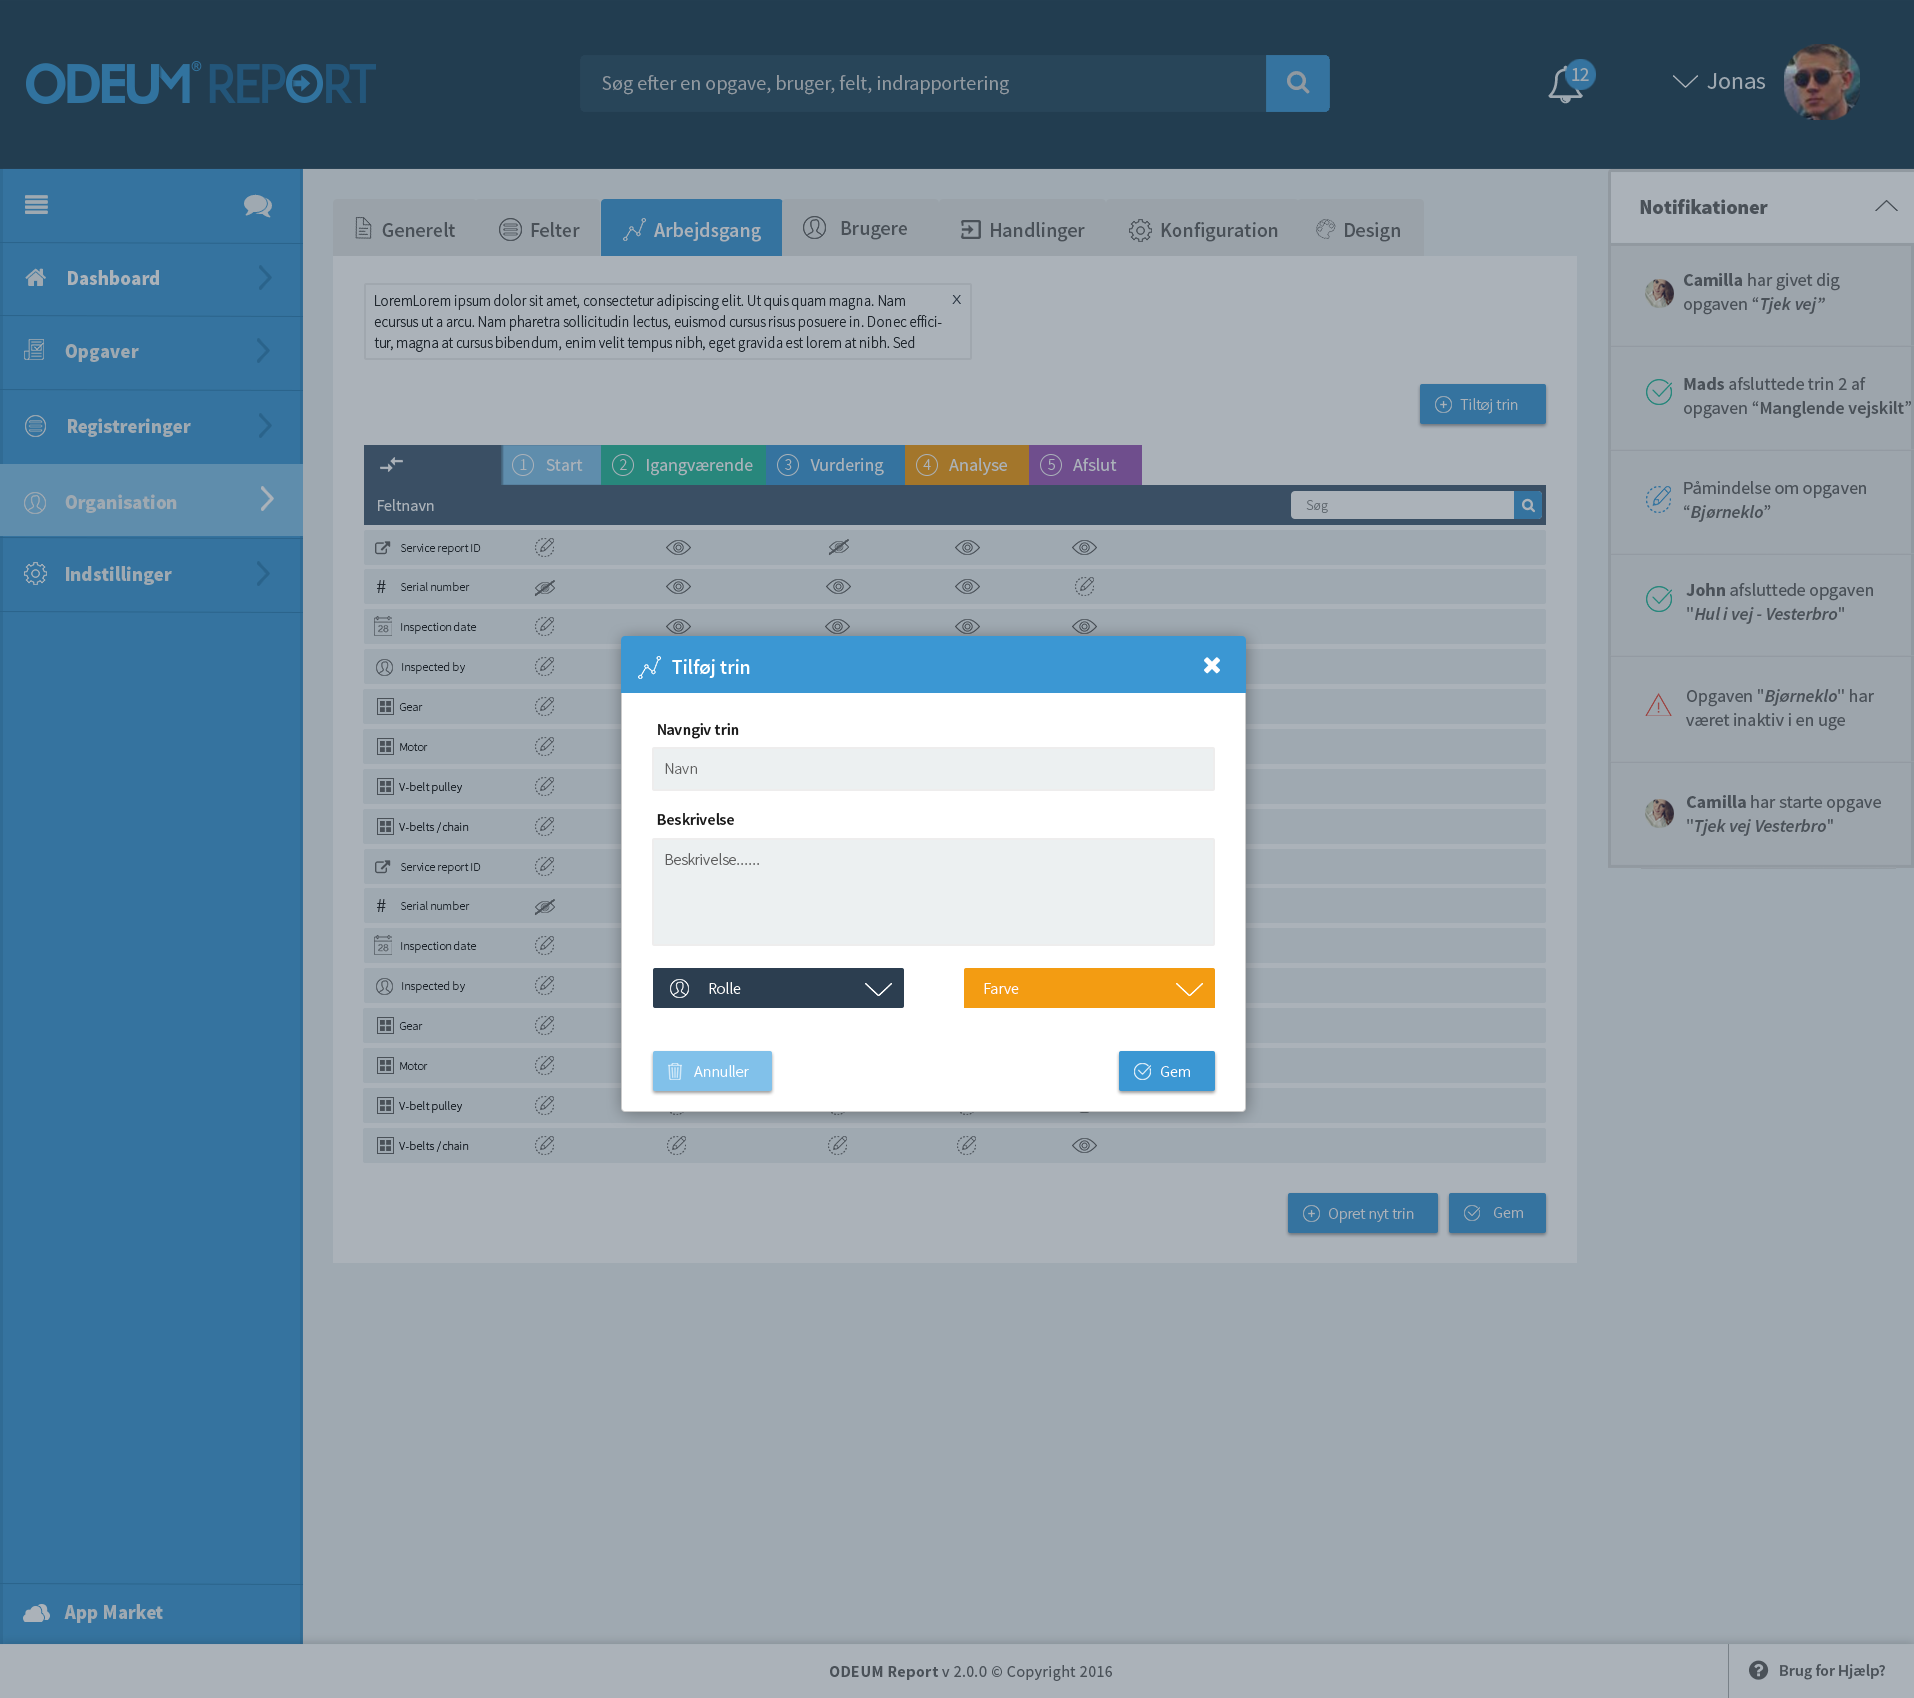 ODEUM® REPORT
Søg efter en opgave, bruger, felt, indrapportering
12
Jonas
Dashboard
Opgaver
Registreringer
Organisation
Indstillinger
App Market
Generelt
Felter
Arbejdsgang
Brugere
Handlinger
Konfiguration
Design
LoremLorem ipsum dolor sit amet, consectetur adipiscing elit. Ut quis quam magna. Nam
ecursus ut a arcu. Nam pharetra sollicitudin lectus, euismod cursus risus posuere in. Donec effici-
tur, magna at cursus bibendum, enim velit tempus nibh, eget gravida est lorem at nibh. Sed
X
Tiltøj trin
1 Start
2 Igangværende
3 Vurdering
4 Analyse
5 Afslut
Feltnavn
Søg
Service report ID
# Serial number
28 Inspection date
Inspected by
Gear
Motor
V-belt pulley
V-belts / chain
Service report ID
# Serial number
28 Inspection date
Inspected by
Gear
Motor
V-belt pulley
V-belts / chain
Tilføj trin
Navngiv trin
Navn
Beskrivelse
Beskrivelse......
Rolle
Farve
Annuller
Gem
Opret nyt trin
Gem
Notifikationer
Camilla har givet dig
opgaven “Tjek vej”
Mads afsluttede trin 2 af
opgaven “Manglende vejskilt”
Påmindelse om opgaven
“Bjørneklo”
John afsluttede opgaven
"Hul i vej - Vesterbro"
Opgaven "Bjørneklo" har
været inaktiv i en uge
Camilla har starte opgave
"Tjek vej Vesterbro"
ODEUM Report v 2.0.0 © Copyright 2016
Brug for Hjælp?